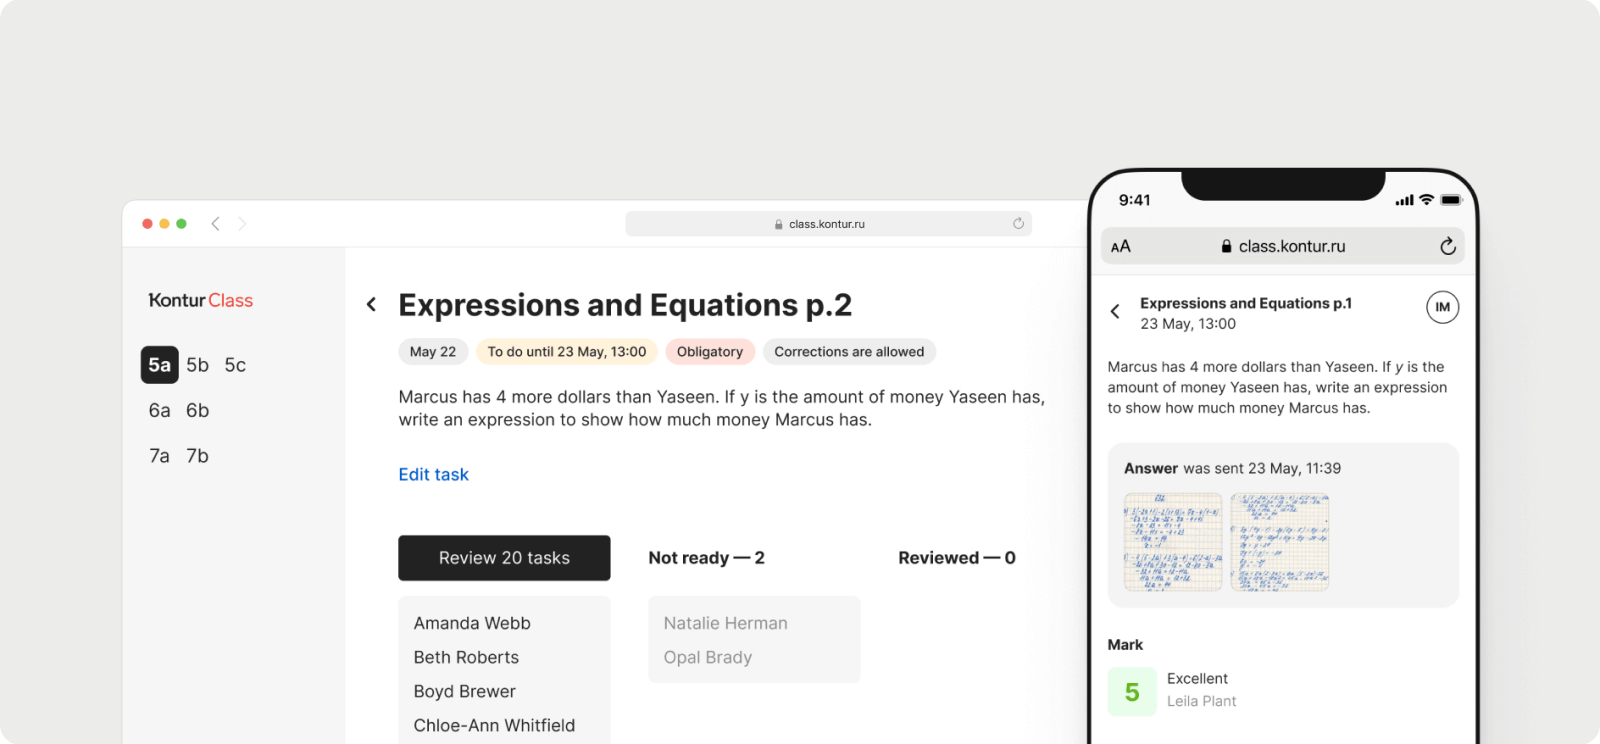 class.kontur.ru
Kontur Class
5a 5b 5c
6a 6b
7a 7b
Expressions and Equations p.2
May 22
To do until 23 May, 13:00
Obligatory
Corrections are allowed
Marcus has 4 more dollars than Yaseen. If y is the amount of money Yaseen has,
write an expression to show how much money Marcus has.
Edit task
Review 20 tasks
Amanda Webb
Beth Roberts
Boyd Brewer
Chloe-Ann Whitfield
Not ready — 2
Natalie Herman
Opal Brady
Reviewed — 0
9:41
AA
class.kontur.ru
Expressions and Equations p.1
23 May, 13:00
IM
Marcus has 4 more dollars than Yaseen. If y is the
amount of money Yaseen has, write an expression
to show how much money Marcus has.
Answer was sent 23 May, 11:39
Mark
5
Excellent
Leila Plant